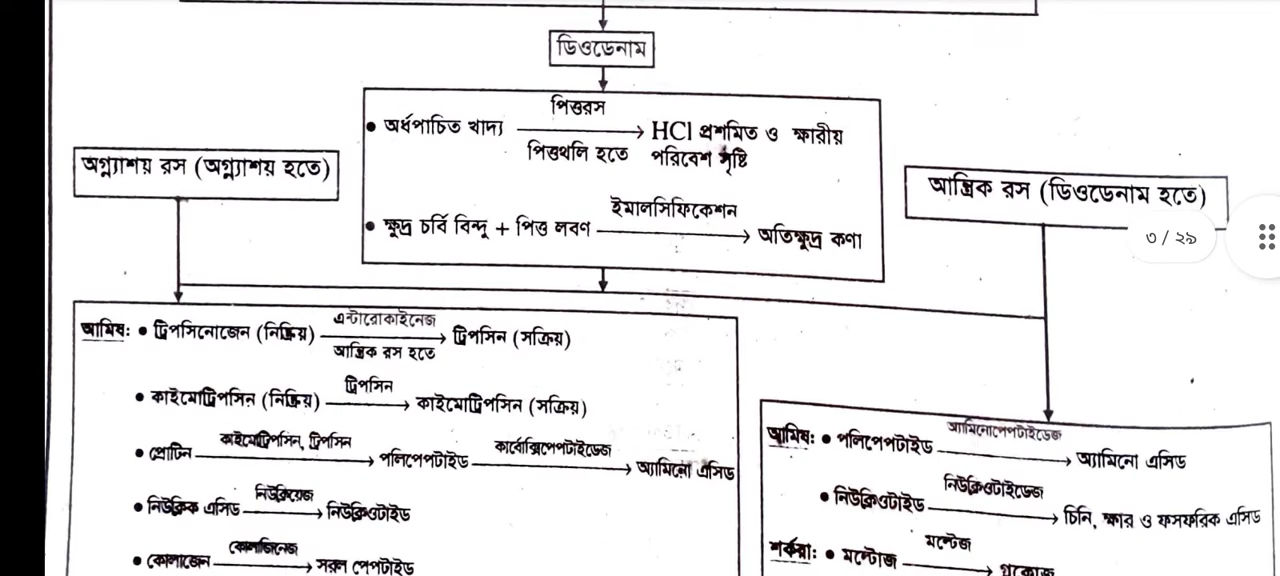 ডিওডেনাম
পিত্তরস
• অর্ধপাচিত খাদ্য → HCl প্রশমিত ও ক্ষারীয়
পিত্তথলি হতে পরিবেশ সৃষ্টি
ইমালসিফিকেশন
• ক্ষুদ্র চর্বি বিন্দু + পিত্ত লবণ → অতিক্ষুদ্র কণা
অগ্ন্যাশয় রস (অগ্ন্যাশয় হতে)
আন্ত্রিক রস (ডিওডেনাম হতে)
৩ / ২৯
এন্টারোকাইনেজ
আমিষ: • ট্রিপসিনোজেন (নিষ্ক্রিয়) → ট্রিপসিন (সক্রিয়)
আন্ত্রিক রস হতে
ট্রিপসিন
• কাইমোট্রিপসিন (নিষ্ক্রিয়) → কাইমোট্রিপসিন (সক্রিয়)
কাইমোট্রিপসিন, ট্রিপসিন কার্বোক্সিপেপটাইডেজ
• প্রোটিন → পলিপেপটাইড → অ্যামিনো এসিড
নিউক্লিয়েজ
• নিউক্লিক এসিড → নিউক্লিওটাইড
কোলাজিনেজ
• কোলাজেন → সরল পেপটাইড
অ্যামিনোপেপটাইডেজ
আমিষ: • পলিপেপটাইড → অ্যামিনো এসিড
নিউক্লিওটাইডেজ
• নিউক্লিওটাইড → চিনি, ক্ষার ও ফসফরিক এসিড
মল্টেজ
শর্করা: • মল্টোজ → গ্লুকোজ